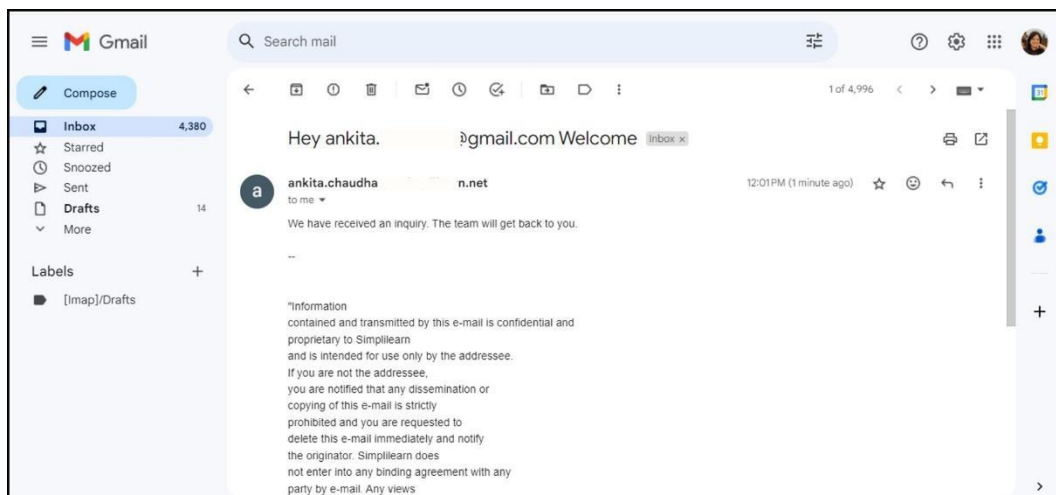 Gmail
Search mail
Compose
1 of 4,996
Inbox 4,380
Starred
Snoozed
Sent
Drafts 14
More
Labels
[Imap]/Drafts
Hey ankita. @gmail.com Welcome Inbox x
a
ankita.chaudha n.net 12:01 PM (1 minute ago)
to me
We have received an inquiry. The team will get back to you.
--
"Information
contained and transmitted by this e-mail is confidential and
proprietary to Simplilearn
and is intended for use only by the addressee.
If you are not the addressee,
you are notified that any dissemination or
copying of this e-mail is strictly
prohibited and you are requested to
delete this e-mail immediately and notify
the originator. Simplilearn does
not enter into any binding agreement with any
party by e-mail. Any views
31